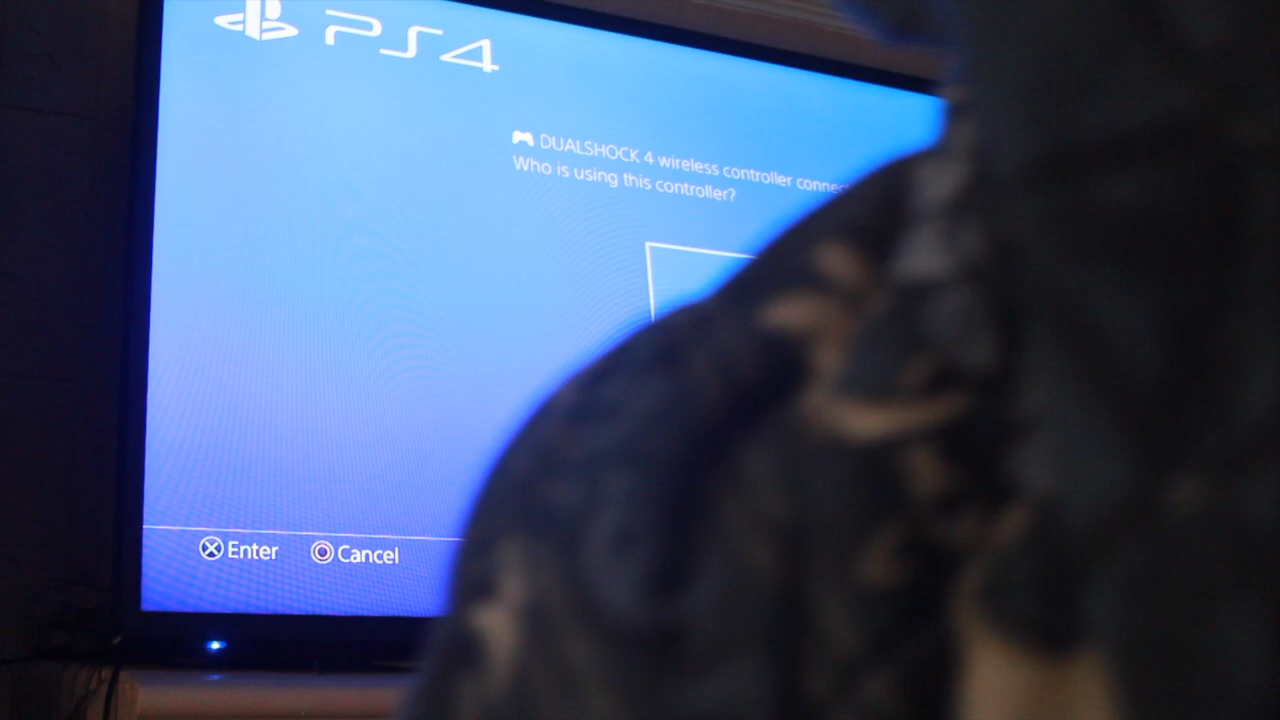 PS4
DUALSHOCK 4 wireless controller
Who is using this controller?
Enter
Cancel